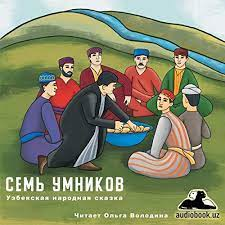 СЕМЬ УМНИКОВ
Узбекская народная сказка
Читает Ольга Володина
audiobook.uz